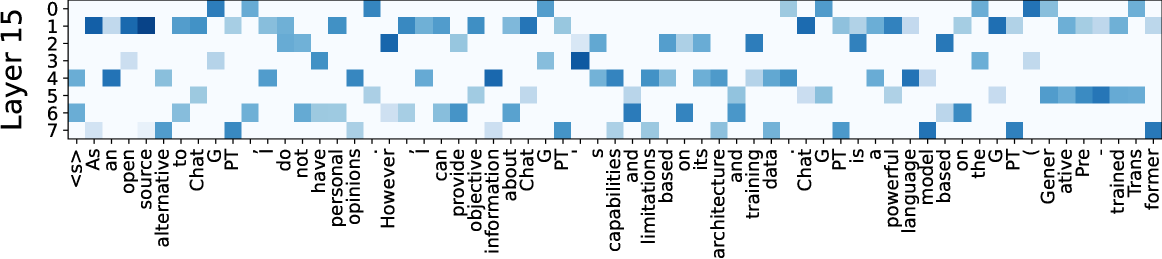 Layer 15
0
1
2
3
4
5
6
7
<s>
As
an
open
source
alternative
to
Chat
G
PT
,
I
do
not
have
personal
opinions
.
However
,
I
can
provide
objective
information
about
Chat
G
PT
'
s
capabilities
and
limitations
based
on
its
architecture
and
training
data
.
Chat
G
PT
is
a
powerful
language
model
based
on
the
G
PT
(
Gener
ative
Pre
-
trained
Trans
former